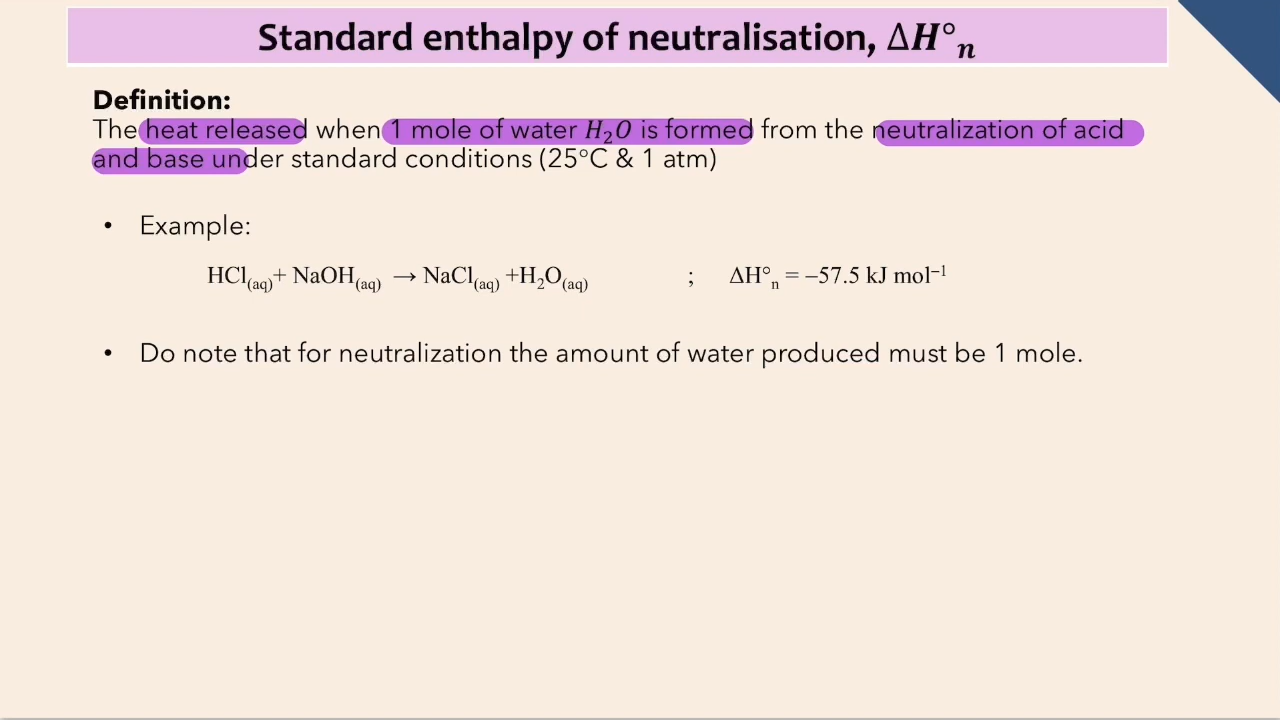 Standard enthalpy of neutralisation, ΔH°ₙ
Definition:
The heat released when 1 mole of water H₂O is formed from the neutralization of acid
and base under standard conditions (25°C & 1 atm)
• Example:
HCl(aq)+ NaOH(aq) → NaCl(aq) +H₂O(aq) ; ΔH°ₙ = –57.5 kJ mol⁻¹
• Do note that for neutralization the amount of water produced must be 1 mole.